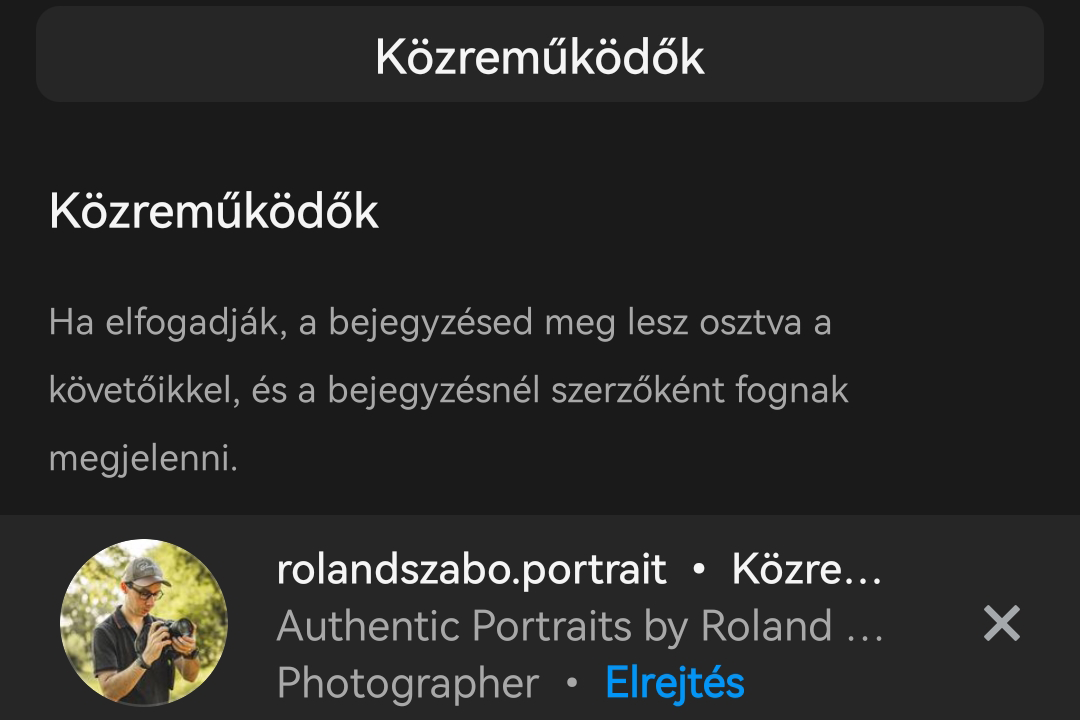 Közreműködők
Közreműködők
Ha elfogadják, a bejegyzésed meg lesz osztva a
követőikkel, és a bejegyzésnél szerzőként fognak
megjelenni.
rolandszabo.portrait • Közre...
Authentic Portraits by Roland ...
Photographer • Elrejtés